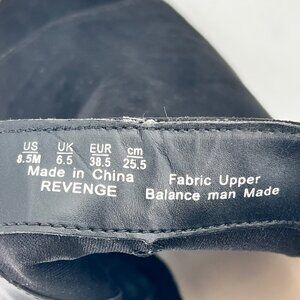 US UK EUR cm
8.5M 6.5 38.5 25.5
Made in China
REVENGE
Fabric Upper
Balance man Made